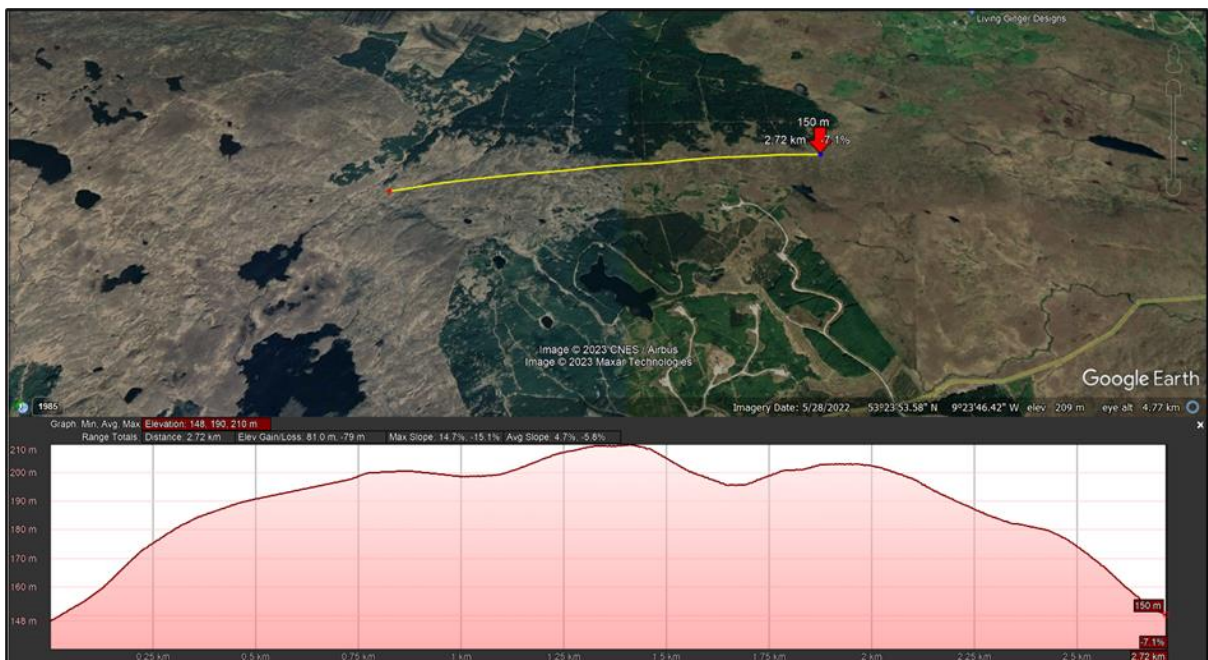 Living Ginger Designs
150 m
2.72 km -7.1%
Image © 2023 CNES / Airbus
Image © 2023 Maxar Technologies
Google Earth
1985
Imagery Date: 5/28/2022 53°23'53.58" N 9°23'46.42" W elev 209 m eye alt 4.77 km
Graph: Min, Avg, Max Elevation: 148, 190, 210 m
Range Totals: Distance: 2.72 km Elev Gain/Loss: 81.0 m, -79 m Max Slope: 14.7%, -15.1% Avg Slope: 4.7%, -5.8%
210 m
200 m
190 m
180 m
170 m
160 m
150 m
148 m
-7.1%
0.25 km 0.5 km 0.75 km 1 km 1.25 km 1.5 km 1.75 km 2 km 2.25 km 2.5 km 2.72 km